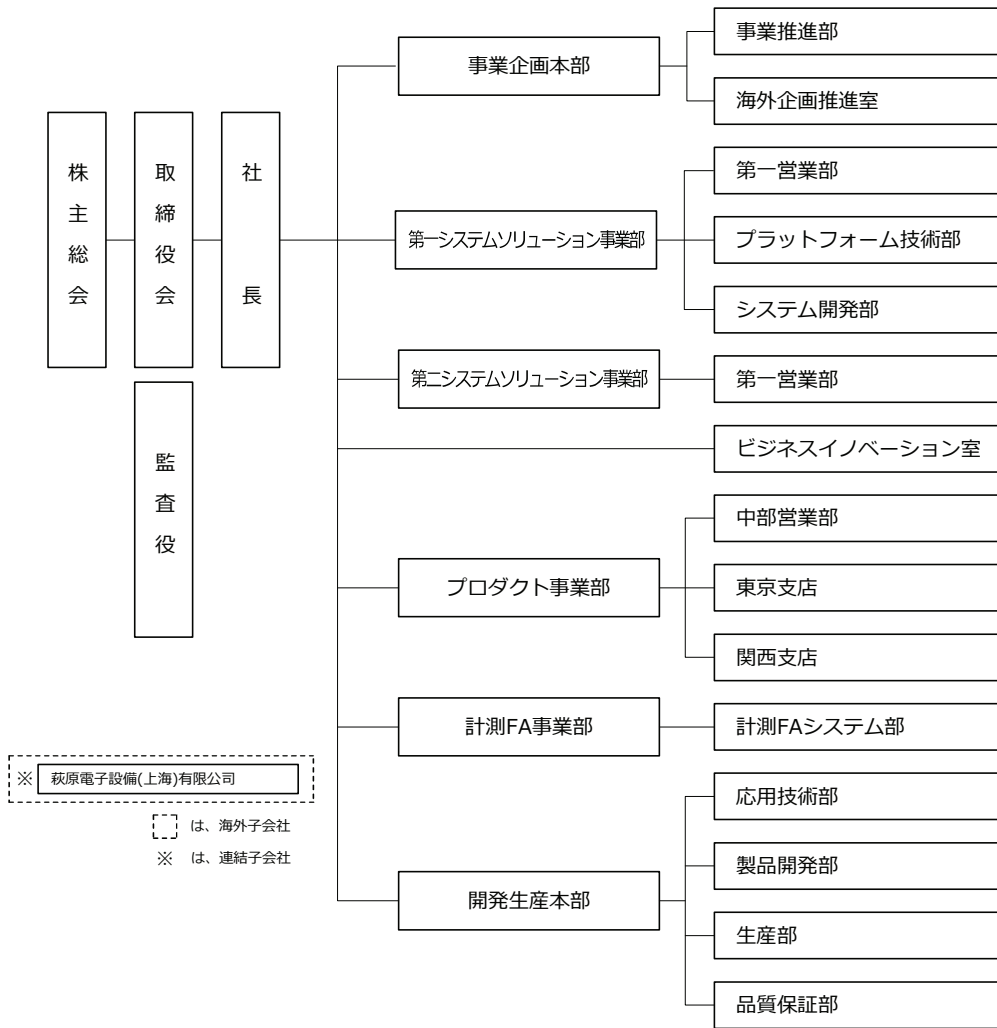 株主総会
取締役会
社長
監査役
事業企画本部
事業推進部
海外企画推進室
第一システムソリューション事業部
第一営業部
プラットフォーム技術部
システム開発部
第二システムソリューション事業部
第一営業部
ビジネスイノベーション室
プロダクト事業部
中部営業部
東京支店
関西支店
計測FA事業部
計測FAシステム部
開発生産本部
応用技術部
製品開発部
生産部
品質保証部
※ 萩原電子設備(上海)有限公司
は、海外子会社
※ は、連結子会社